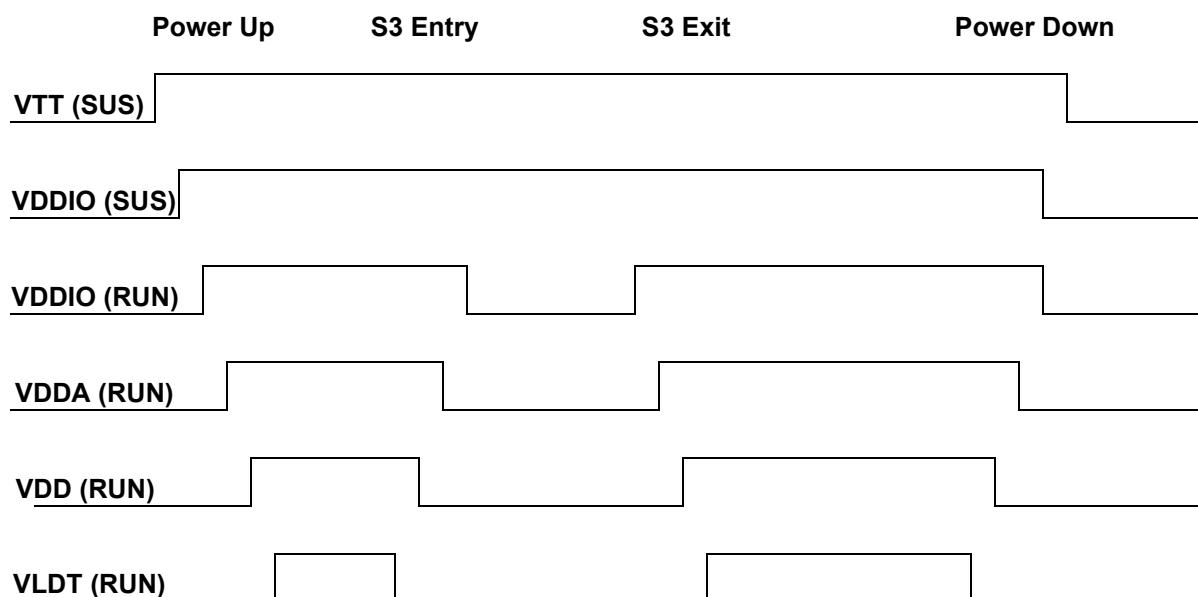 Power Up S3 Entry S3 Exit Power Down
VTT (SUS)
VDDIO (SUS)
VDDIO (RUN)
VDDA (RUN)
VDD (RUN)
VLDT (RUN)